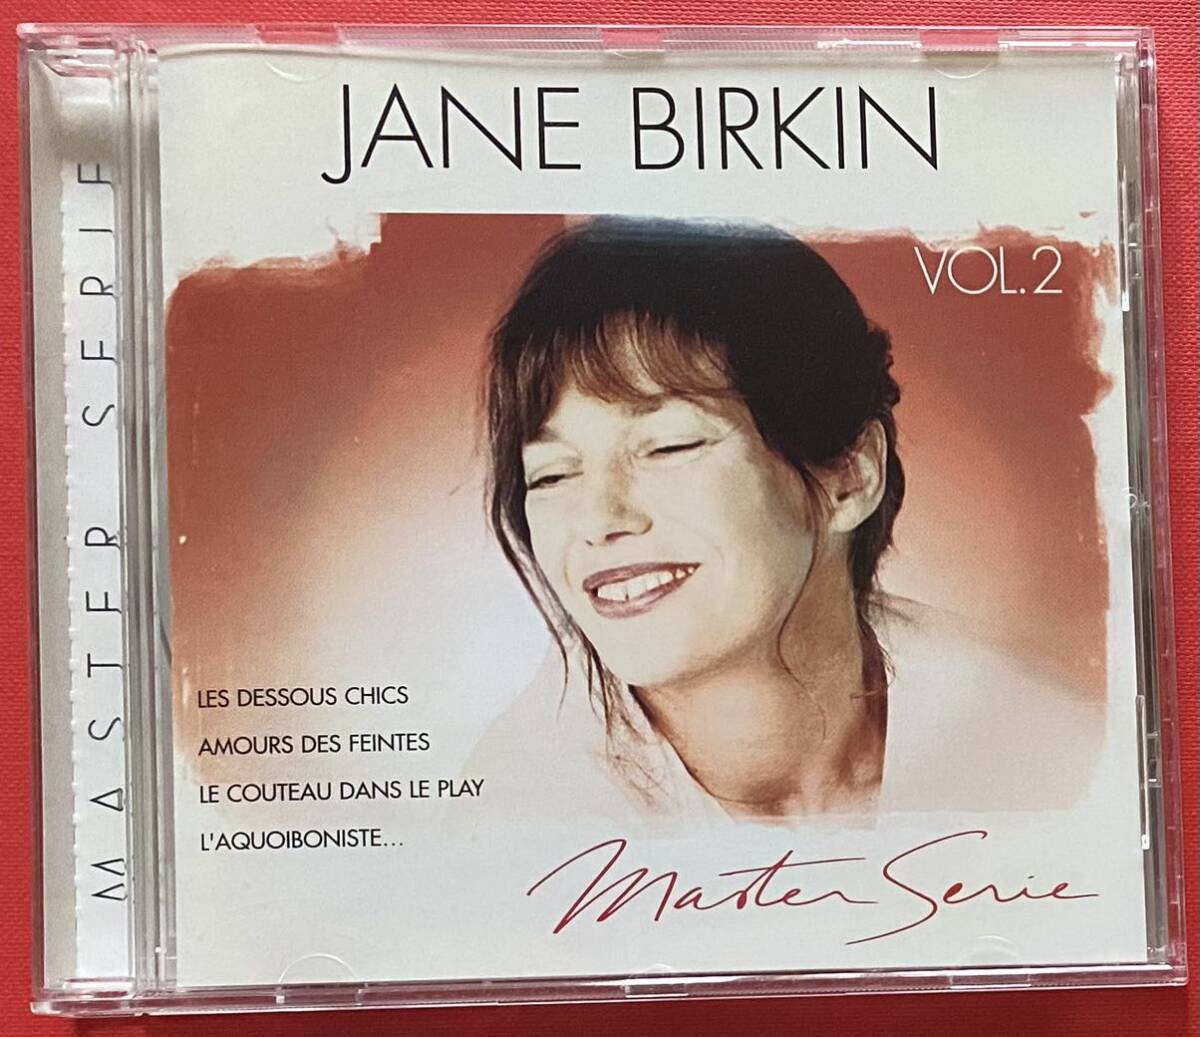 JANE BIRKIN
VOL.2
LES DESSOUS CHICS
AMOURS DES FEINTES
LE COUTEAU DANS LE PLAY
L'AQUOIBONISTE...
Master Serie
MASTER SERIE